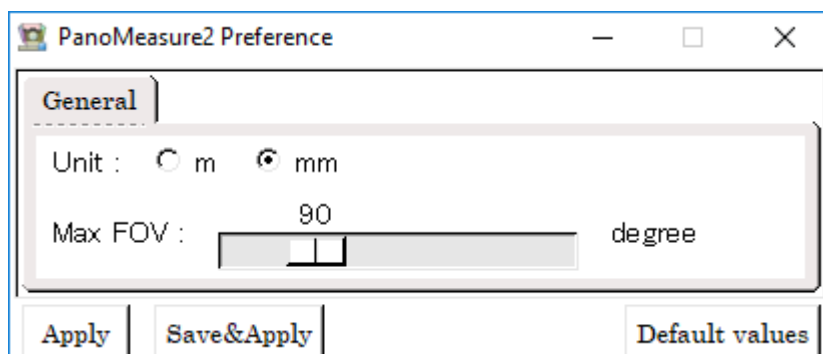 PanoMeasure2 Preference
General
Unit : m mm
90
Max FOV : degree
Apply Save&Apply Default values